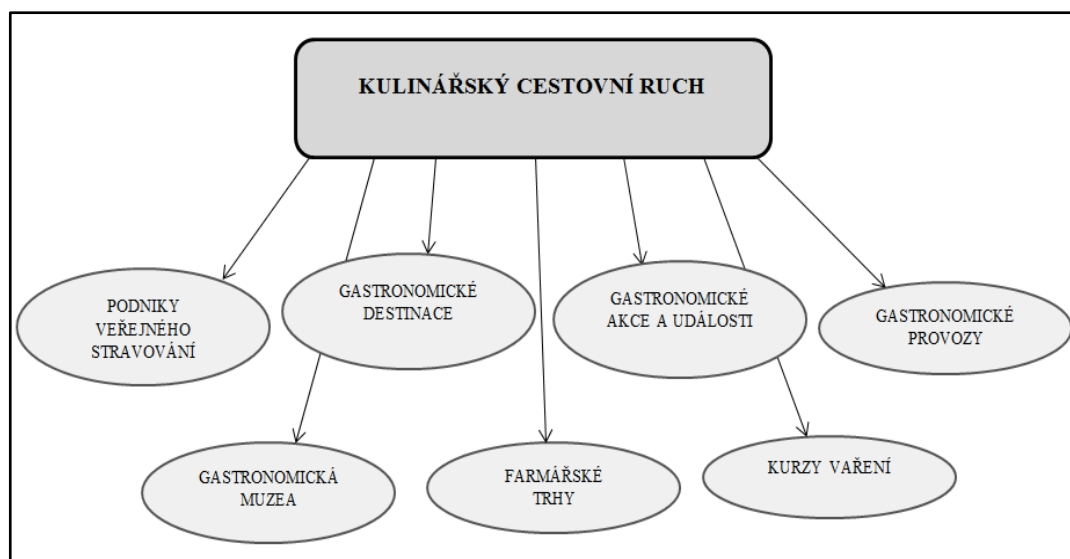 KULINÁŘSKÝ CESTOVNÍ RUCH
PODNIKY
VEŘEJNÉHO
STRAVOVÁNÍ
GASTRONOMICKÉ
DESTINACE
GASTRONOMICKÉ
AKCE A UDÁLOSTI
GASTRONOMICKÉ
PROVOZY
GASTRONOMICKÁ
MUZEA
FARMÁŘSKÉ
TRHY
KURZY VAŘENÍ